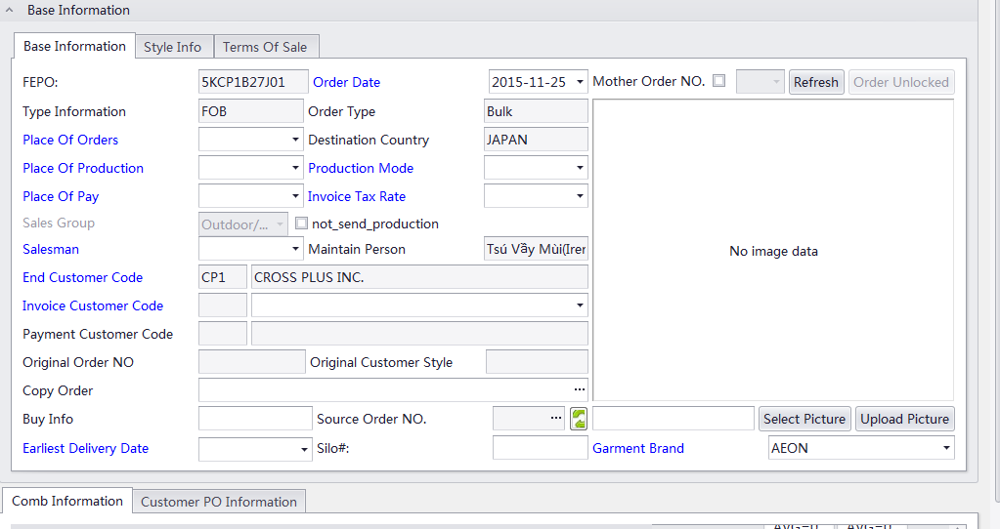 Base Information
Base Information Style Info Terms Of Sale
FEPO: 5KCP1B27J01 Order Date 2015-11-25 Mother Order NO. Refresh Order Unlocked
Type Information FOB Order Type Bulk
Place Of Orders Destination Country JAPAN
Place Of Production Production Mode
Place Of Pay Invoice Tax Rate
No image data
Sales Group Outdoor/... not_send_production
Salesman Maintain Person Tsú Vầy Mùi(Irer
End Customer Code CP1 CROSS PLUS INC.
Invoice Customer Code
Payment Customer Code
Original Order NO Original Customer Style
Copy Order ...
Buy Info Source Order NO. ... Select Picture Upload Picture
Earliest Delivery Date Silo#: Garment Brand AEON
Comb Information Customer PO Information